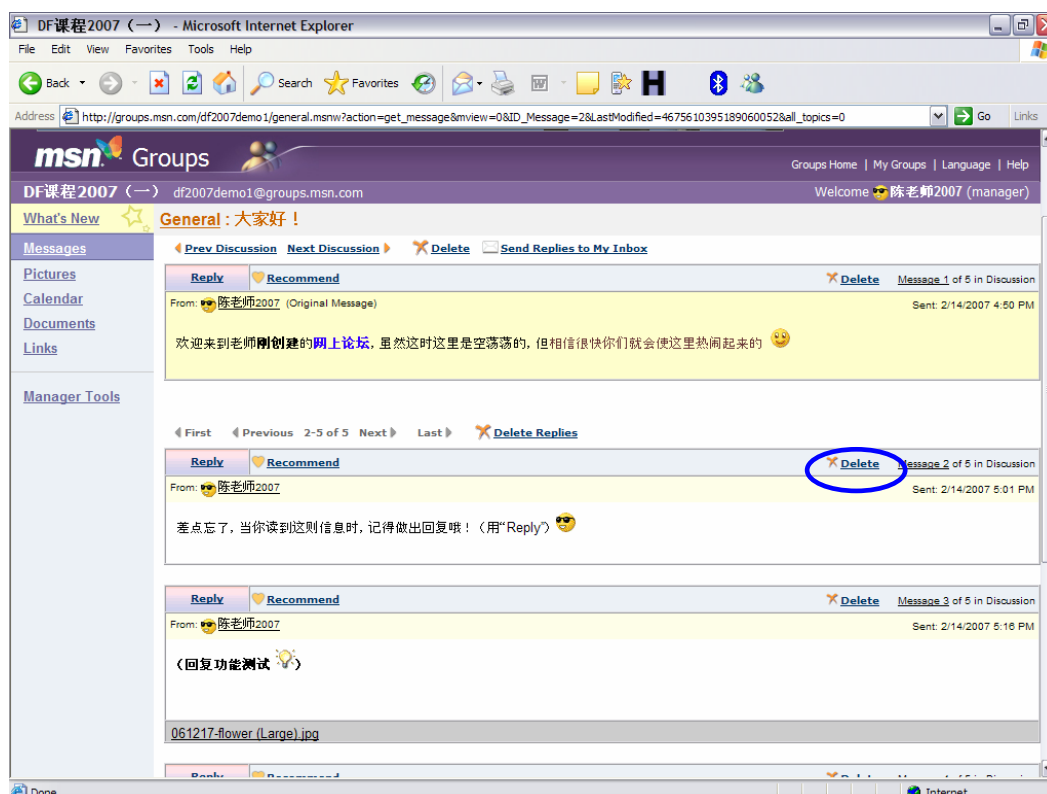 DF课程2007（一） - Microsoft Internet Explorer
File Edit View Favorites Tools Help
Back Search Favorites
Address http://groups.msn.com/df2007demo1/general.msnw?action=get_message&mview=0&ID_Message=2&LastModified=4675610395189060052&all_topics=0 Go Links
msn Groups
Groups Home | My Groups | Language | Help
DF课程2007（一） df2007demo1@groups.msn.com Welcome 陈老师2007 (manager)
What's New General : 大家好！
Messages Prev Discussion Next Discussion Delete Send Replies to My Inbox
Pictures Reply Recommend Delete Message 1 of 5 in Discussion
Calendar From: 陈老师2007 (Original Message) Sent: 2/14/2007 4:50 PM
Documents
Links 欢迎来到老师刚创建的网上论坛, 虽然这时这里是空荡荡的, 但相信很快你们就会使这里热闹起来的
Manager Tools
First Previous 2-5 of 5 Next Last Delete Replies
Reply Recommend Delete Message 2 of 5 in Discussion
From: 陈老师2007 Sent: 2/14/2007 5:01 PM
差点忘了, 当你读到这则信息时, 记得做出回复哦！（用“Reply”）
Reply Recommend Delete Message 3 of 5 in Discussion
From: 陈老师2007 Sent: 2/14/2007 5:16 PM
（回复功能测试 ）
061217-flower (Large).jpg
Reply Recommend
Done Internet